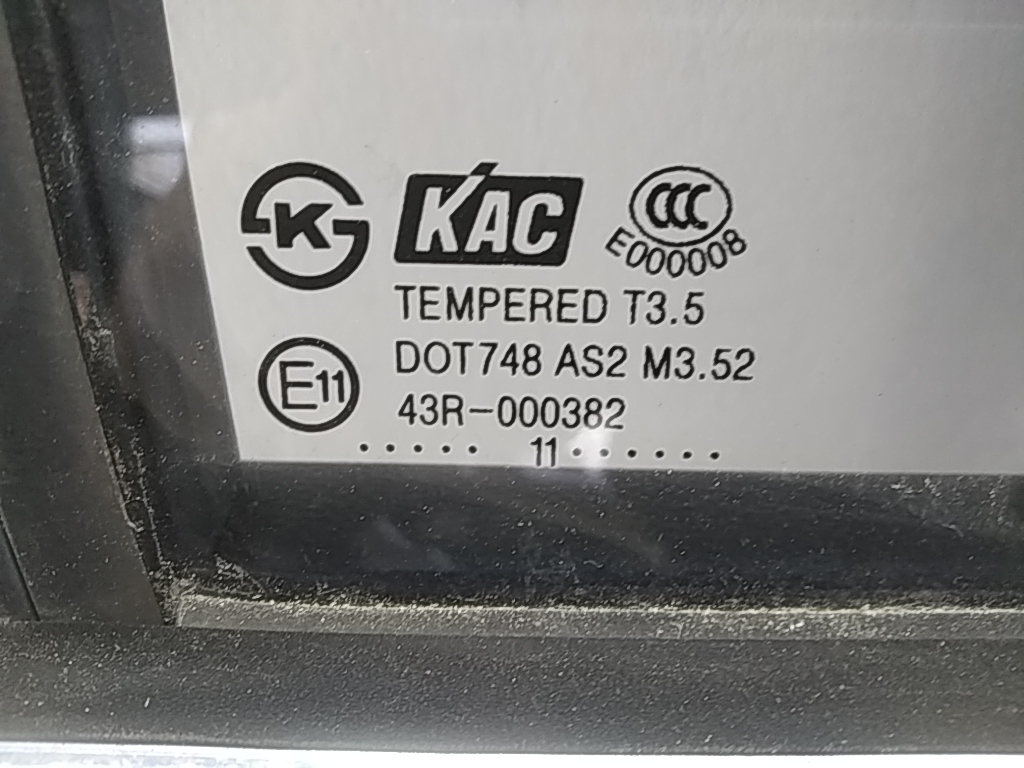 K
KAC
CCC
E000008
TEMPERED T3.5
E11
DOT748 AS2 M3.52
43R-000382
..... 11 ......